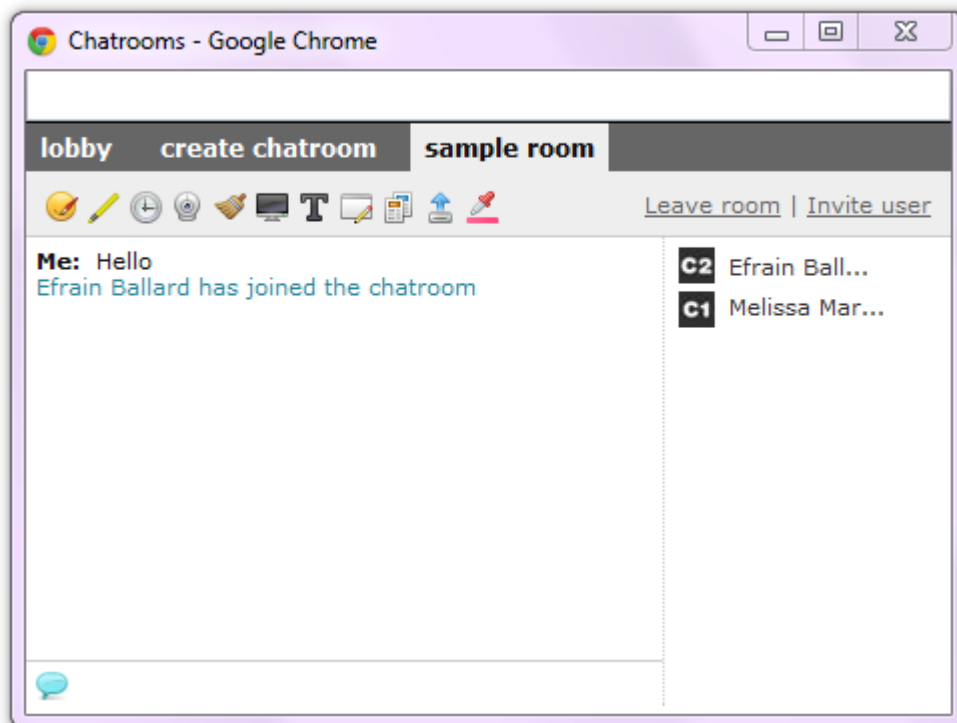 Chatrooms - Google Chrome
lobby create chatroom sample room
T Leave room | Invite user
Me: Hello
Efrain Ballard has joined the chatroom
C2 Efrain Ball...
C1 Melissa Mar...